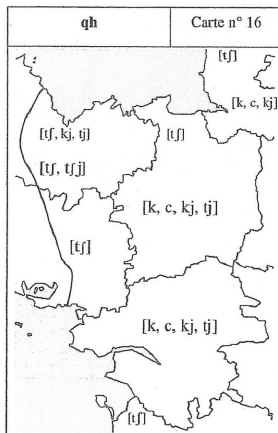 qh Carte n° 16
[tʃ]
[k, c, kj]
[tʃ, kj, tj] [tʃ]
[tʃ, tʃj]
[k, c, kj, tj]
[tʃ]
[k, c, kj, tj]
[tʃ]